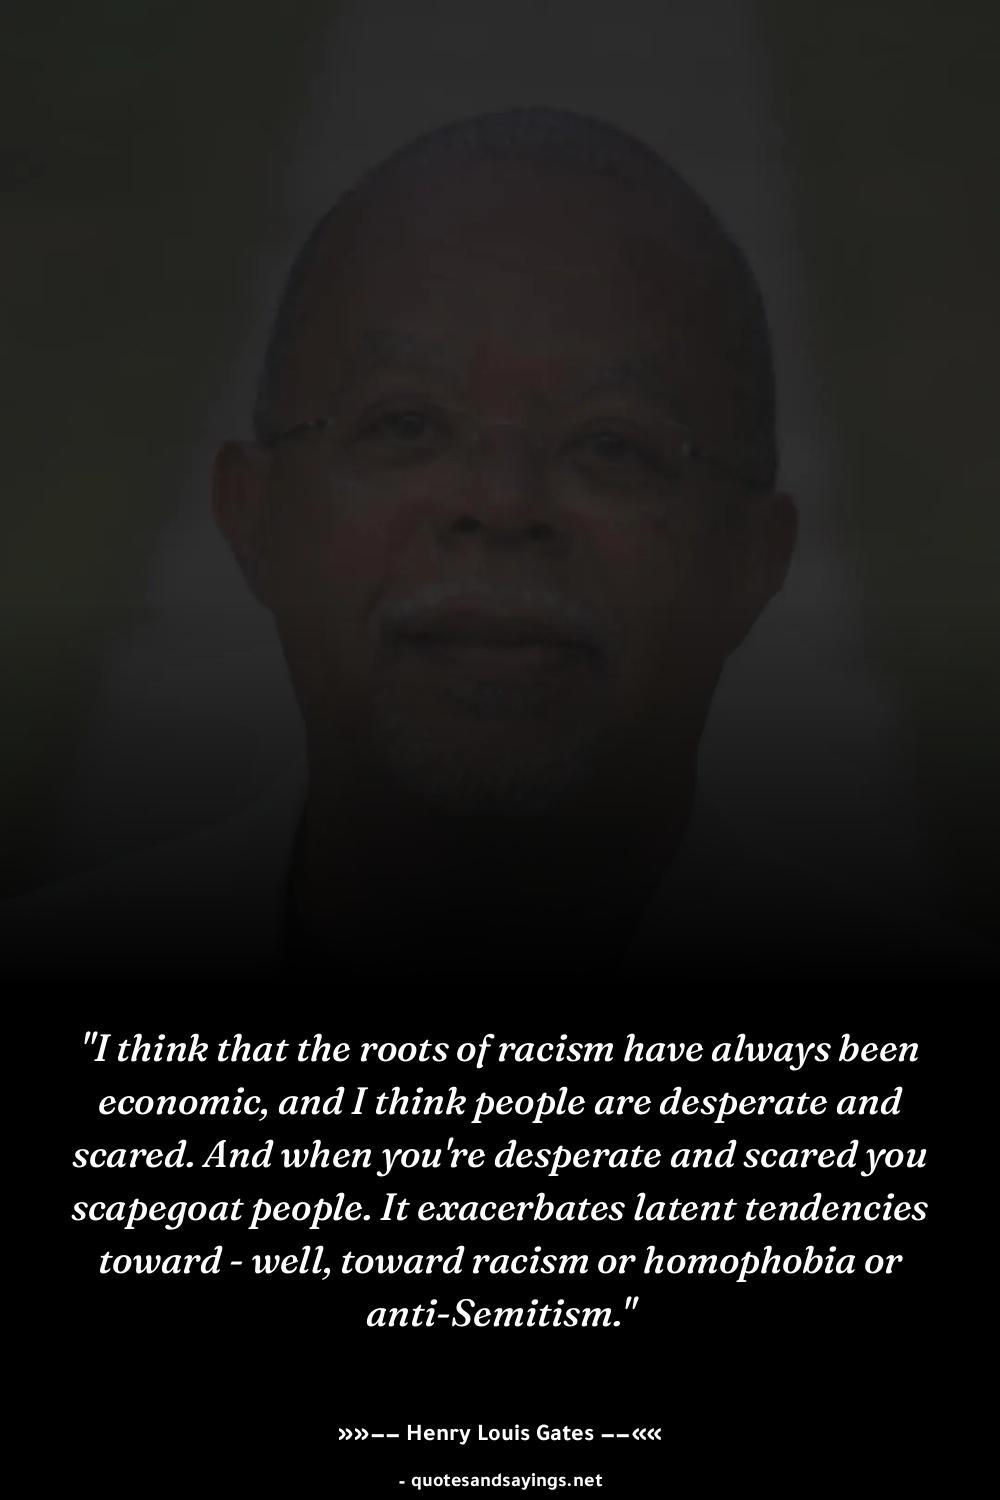 "I think that the roots of racism have always been
economic, and I think people are desperate and
scared. And when you're desperate and scared you
scapegoat people. It exacerbates latent tendencies
toward - well, toward racism or homophobia or
anti-Semitism."
»»–– Henry Louis Gates ––««
- quotesandsayings.net